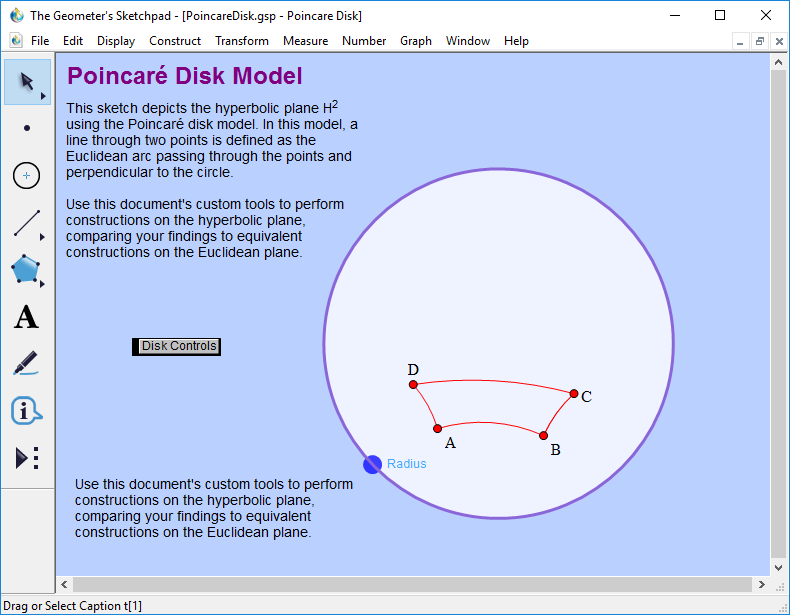 The Geometer's Sketchpad - [PoincareDisk.gsp - Poincare Disk]
File Edit Display Construct Transform Measure Number Graph Window Help
Poincaré Disk Model
This sketch depicts the hyperbolic plane H²
using the Poincaré disk model. In this model, a
line through two points is defined as the
Euclidean arc passing through the points and
perpendicular to the circle.
Use this document's custom tools to perform
constructions on the hyperbolic plane,
comparing your findings to equivalent
constructions on the Euclidean plane.
Disk Controls
D
C
A
B
Radius
Use this document's custom tools to perform
constructions on the hyperbolic plane,
comparing your findings to equivalent
constructions on the Euclidean plane.
A
i
Drag or Select Caption t[1]